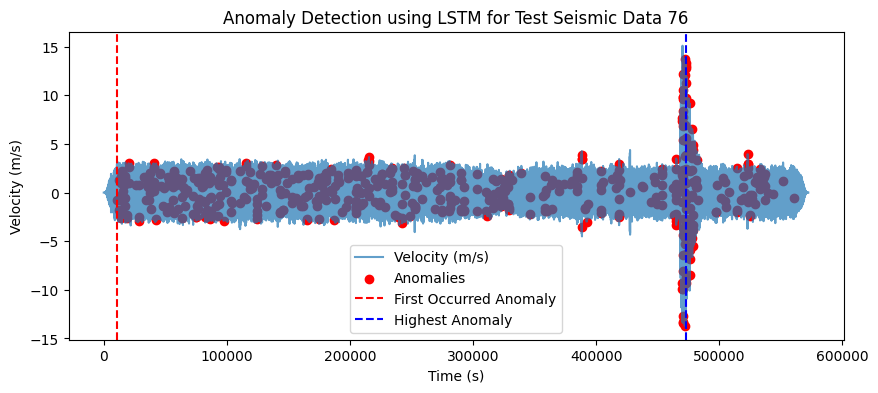 Anomaly Detection using LSTM for Test Seismic Data 76
Velocity (m/s)
15
10
5
0
−5
−10
−15
Velocity (m/s)
Anomalies
First Occurred Anomaly
Highest Anomaly
0
100000
200000
300000
400000
500000
600000
Time (s)